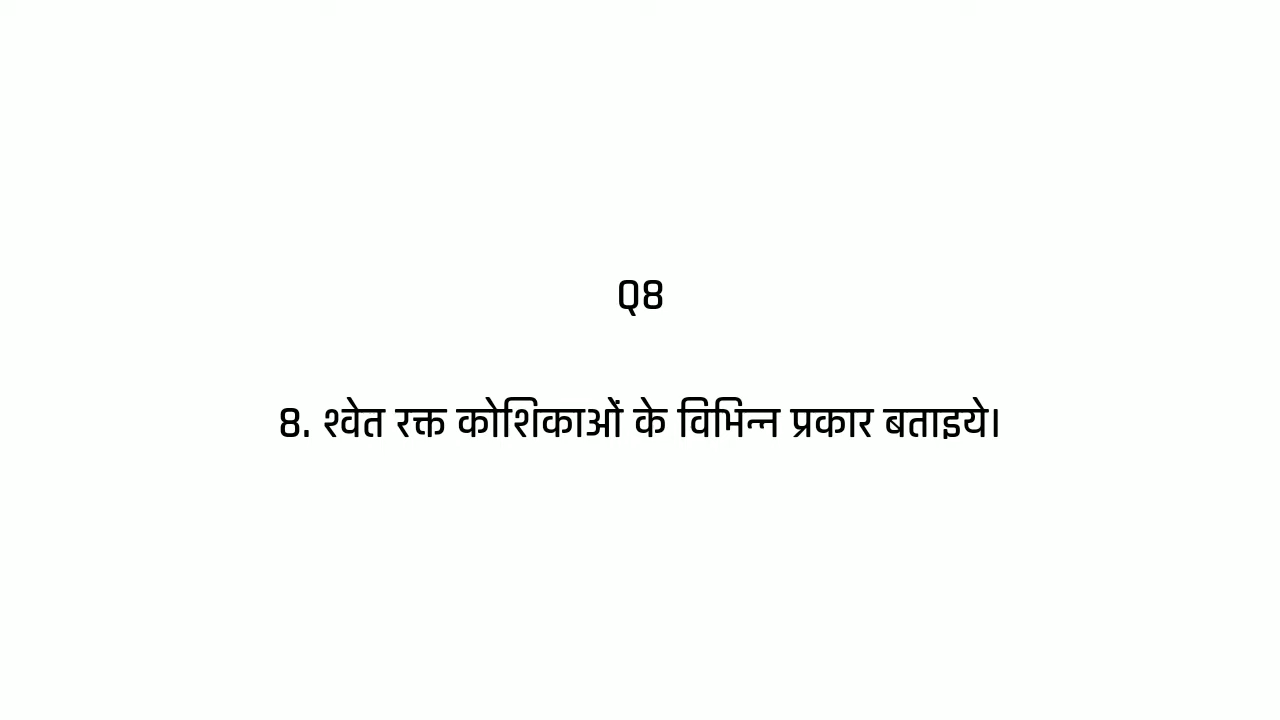 Q8
8. श्वेत रक्त कोशिकाओं के विभिन्न प्रकार बताइये।